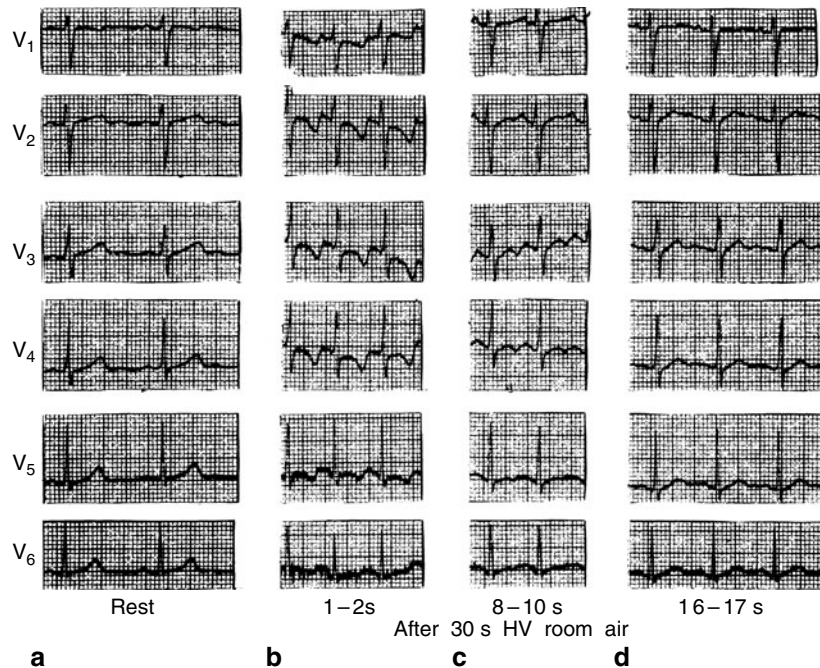 V1
V2
V3
V4
V5
V6
Rest 1–2s 8–10 s 16–17 s
After 30 s HV room air
a b c d